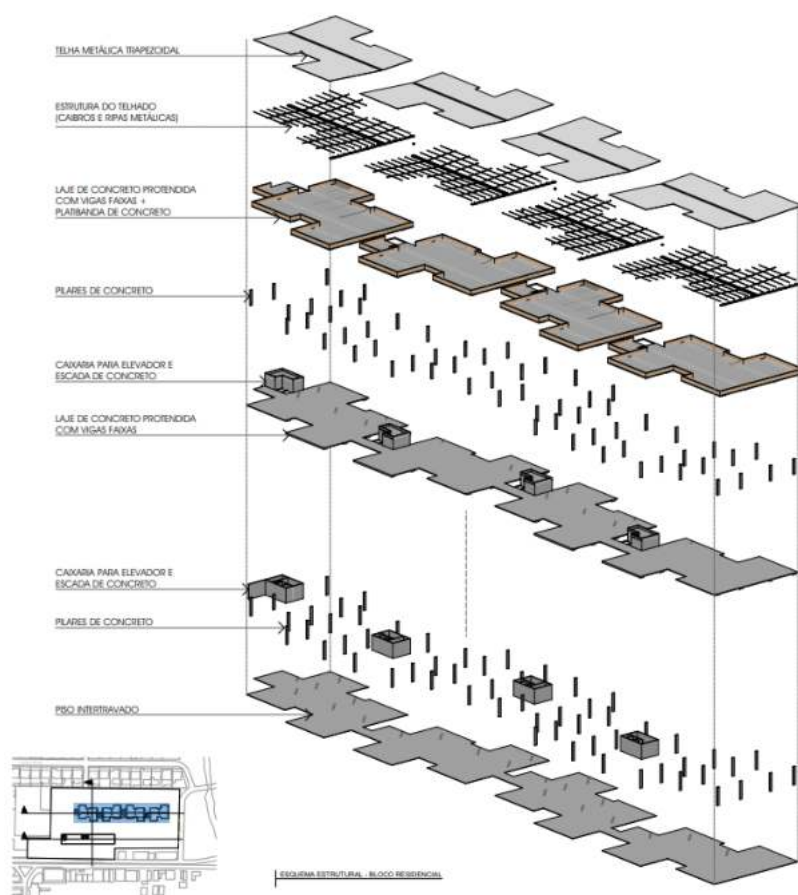 TELHA METÁLICA TRAPEZOIDAL
ESTRUTURA DO TELHADO
(CAIBROS E RIPAS METÁLICAS)
LAJE DE CONCRETO PROTENDIDA
COM VIGAS FAIXAS +
PLATIBANDA DE CONCRETO
PILARES DE CONCRETO
CAIXARIA PARA ELEVADOR E
ESCADA DE CONCRETO
LAJE DE CONCRETO PROTENDIDA
COM VIGAS FAIXAS
CAIXARIA PARA ELEVADOR E
ESCADA DE CONCRETO
PILARES DE CONCRETO
PISO INTERTRAVADO
ESQUEMA ESTRUTURAL - BLOCO RESIDENCIAL